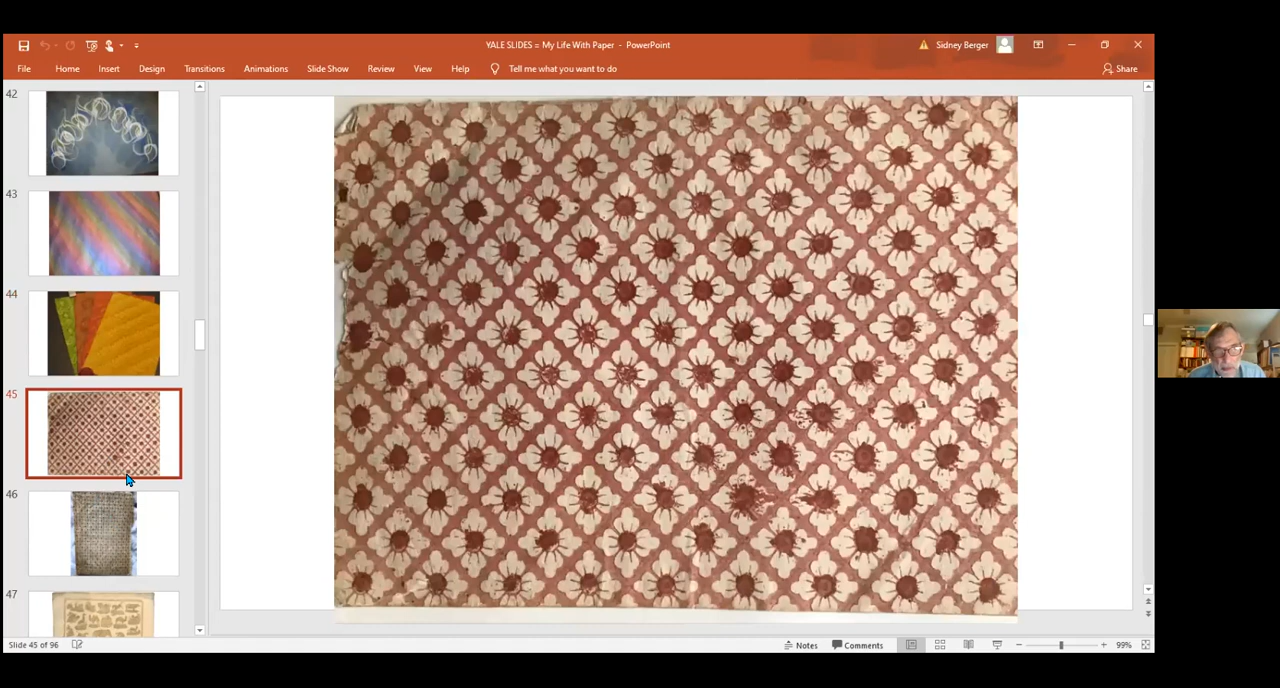 YALE SLIDES = My Life With Paper - PowerPoint
Sidney Berger
File Home Insert Design Transitions Animations Slide Show Review View Help Tell me what you want to do
Share
42
43
44
45
46
47
Slide 45 of 96
Notes
Comments
99%